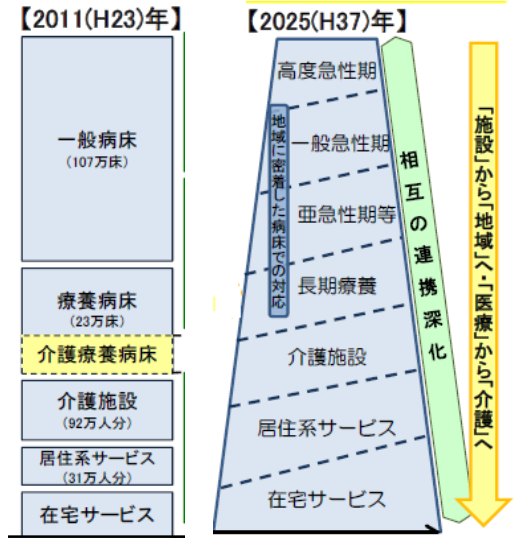 【2011(H23)年】
一般病床
(107万床)
療養病床
(23万床)
介護療養病床
介護施設
(92万人分)
居住系サービス
(31万人分)
在宅サービス
【2025(H37)年】
高度急性期
一般急性期
亜急性期等
長期療養
介護施設
居住系サービス
在宅サービス
地域に密着した病床での対応
相互の連携深化
「施設」から「地域」へ・「医療」から「介護」へ